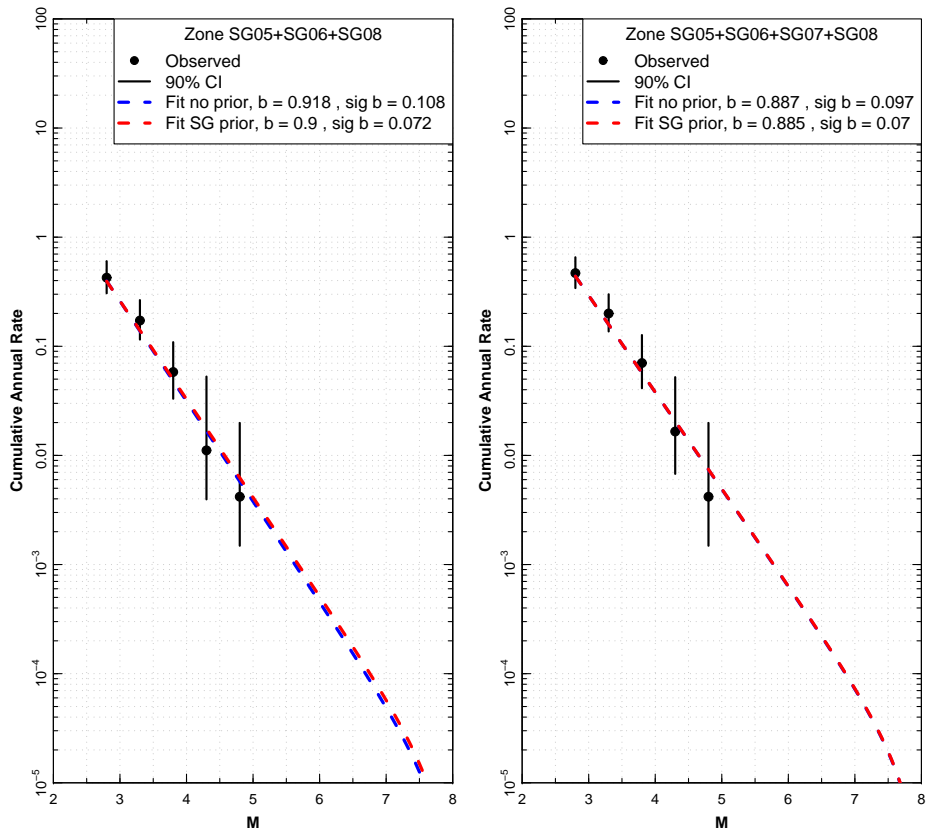 Zone SG05+SG06+SG08
Observed
90% CI
Fit no prior, b = 0.918 , sig b = 0.108
Fit SG prior, b = 0.9 , sig b = 0.072
100
10
1
0.1
0.01
10⁻³
10⁻⁴
10⁻⁵
Cumulative Annual Rate
2 3 4 5 6 7 8
M
Zone SG05+SG06+SG07+SG08
Observed
90% CI
Fit no prior, b = 0.887 , sig b = 0.097
Fit SG prior, b = 0.885 , sig b = 0.07
100
10
1
0.1
0.01
10⁻³
10⁻⁴
10⁻⁵
Cumulative Annual Rate
2 3 4 5 6 7 8
M